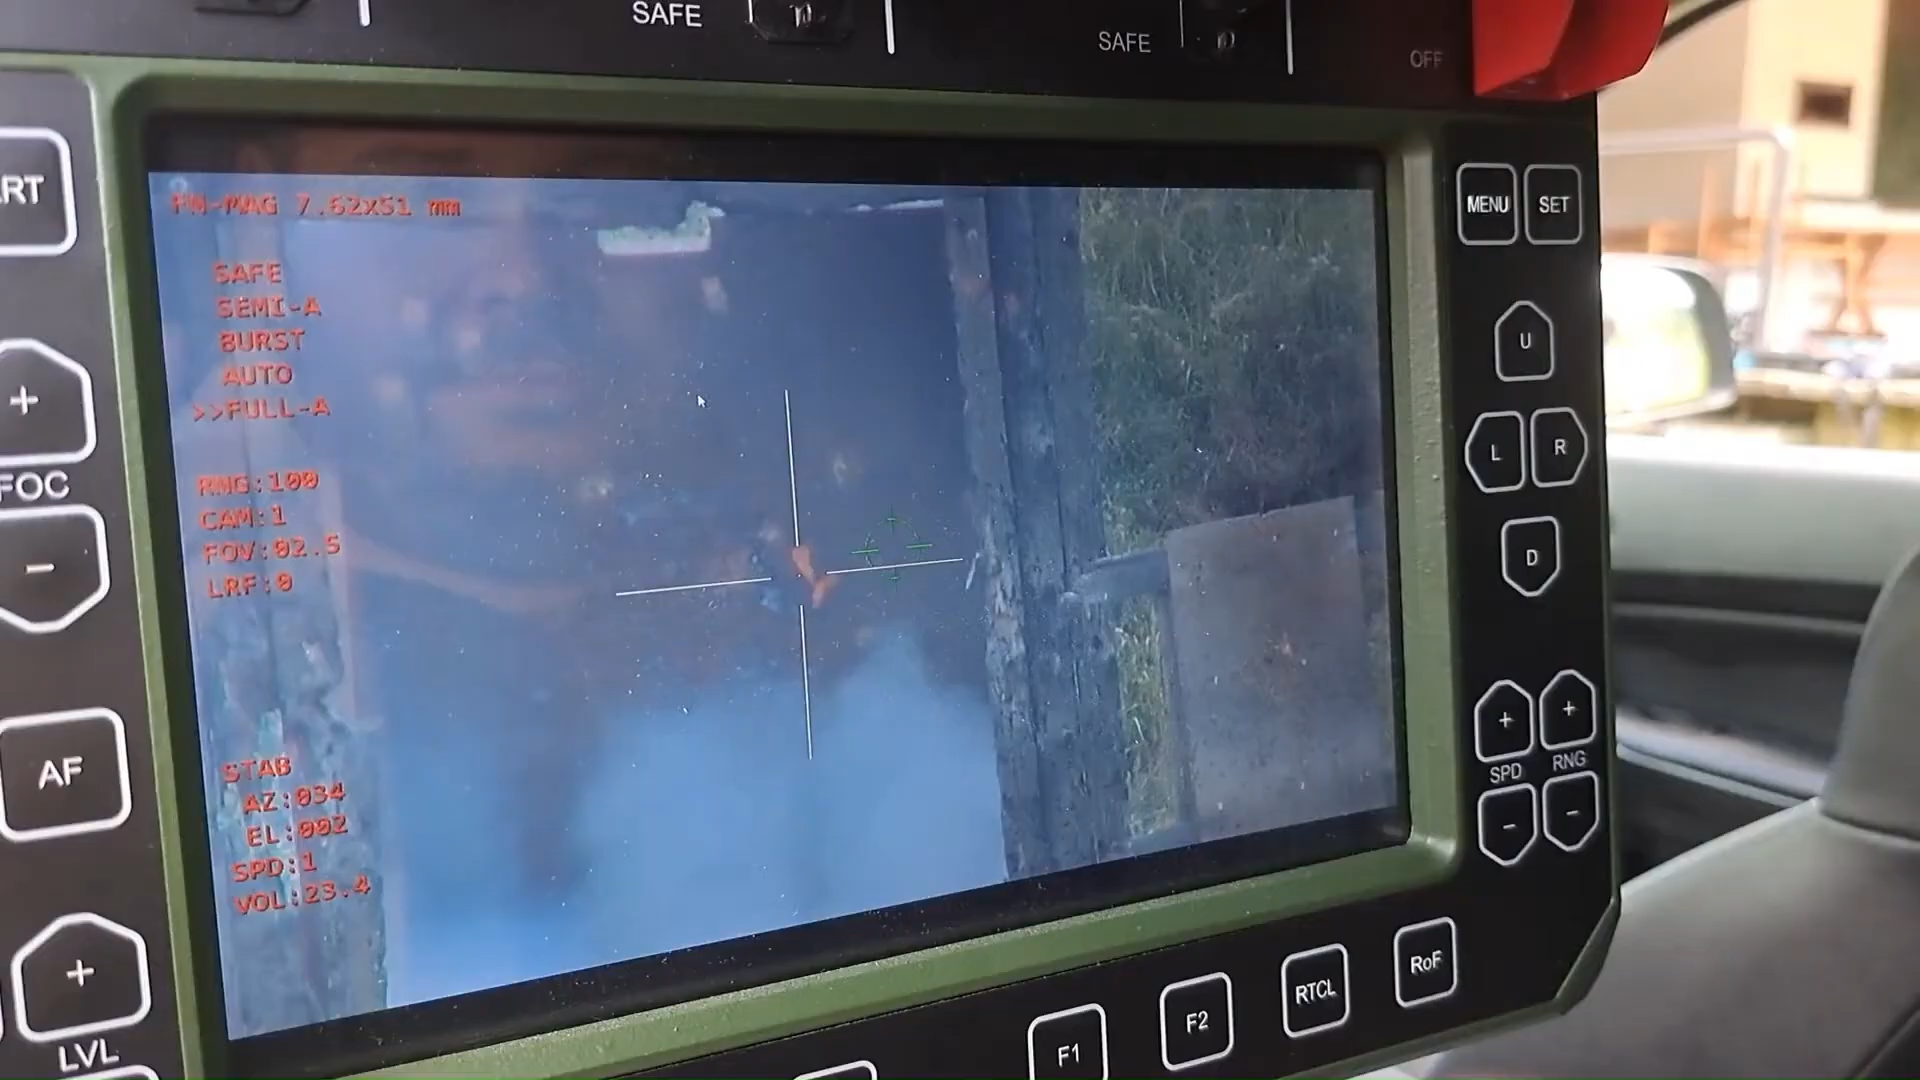 SAFE
SAFE
OFF
RT
FOC
AF
LVL
FN-MAG 7.62x51 mm
SAFE
SEMI-A
BURST
AUTO
>>FULL-A
RNG:100
CAM:1
FOV:02.5
LRF:0
STAB
AZ:034
EL:002
SPD:1
VOL:23.4
MENU SET
U
L R
D
SPD RNG
F1 F2 RTCL RoF